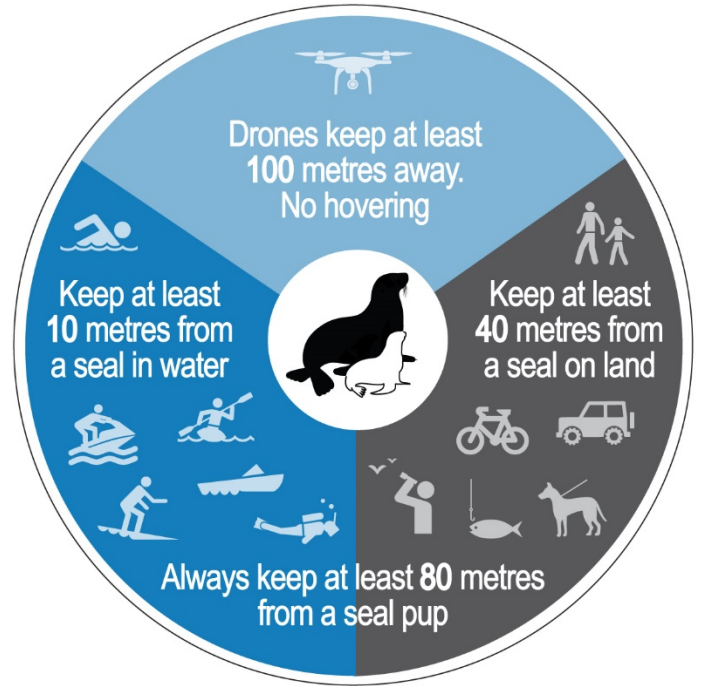 Drones keep at least
100 metres away.
No hovering
Keep at least
10 metres from
a seal in water
Keep at least
40 metres from
a seal on land
Always keep at least 80 metres
from a seal pup